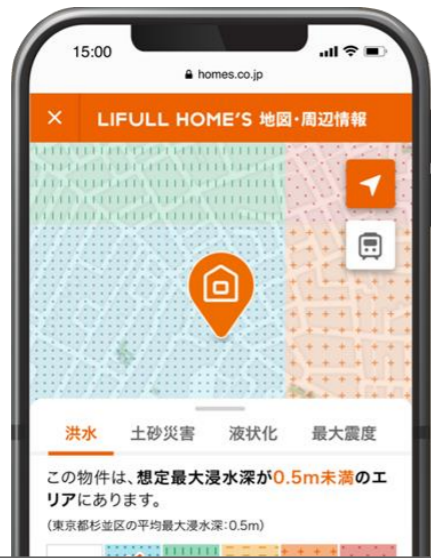 15:00
homes.co.jp
× LIFULL HOME'S 地図・周辺情報
洪水 土砂災害 液状化 最大震度
この物件は、想定最大浸水深が0.5m未満のエ
リアにあります。
(東京都杉並区の平均最大浸水深:0.5m)